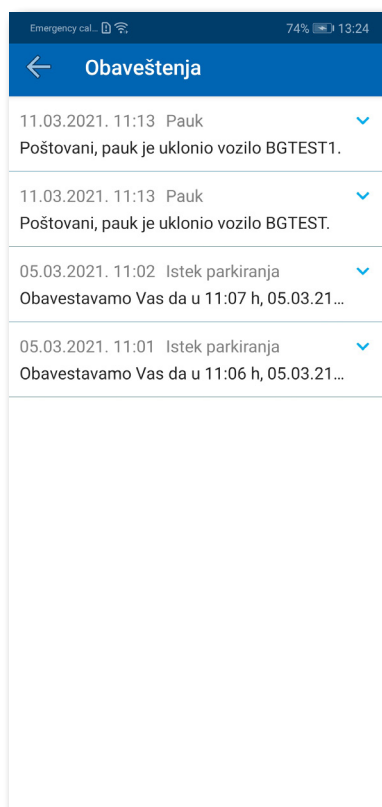 Emergency cal... 74% 13:24
Obaveštenja
11.03.2021. 11:13 Pauk
Poštovani, pauk je uklonio vozilo BGTEST1.
11.03.2021. 11:13 Pauk
Poštovani, pauk je uklonio vozilo BGTEST.
05.03.2021. 11:02 Istek parkiranja
Obavestavamo Vas da u 11:07 h, 05.03.21...
05.03.2021. 11:01 Istek parkiranja
Obavestavamo Vas da u 11:06 h, 05.03.21...